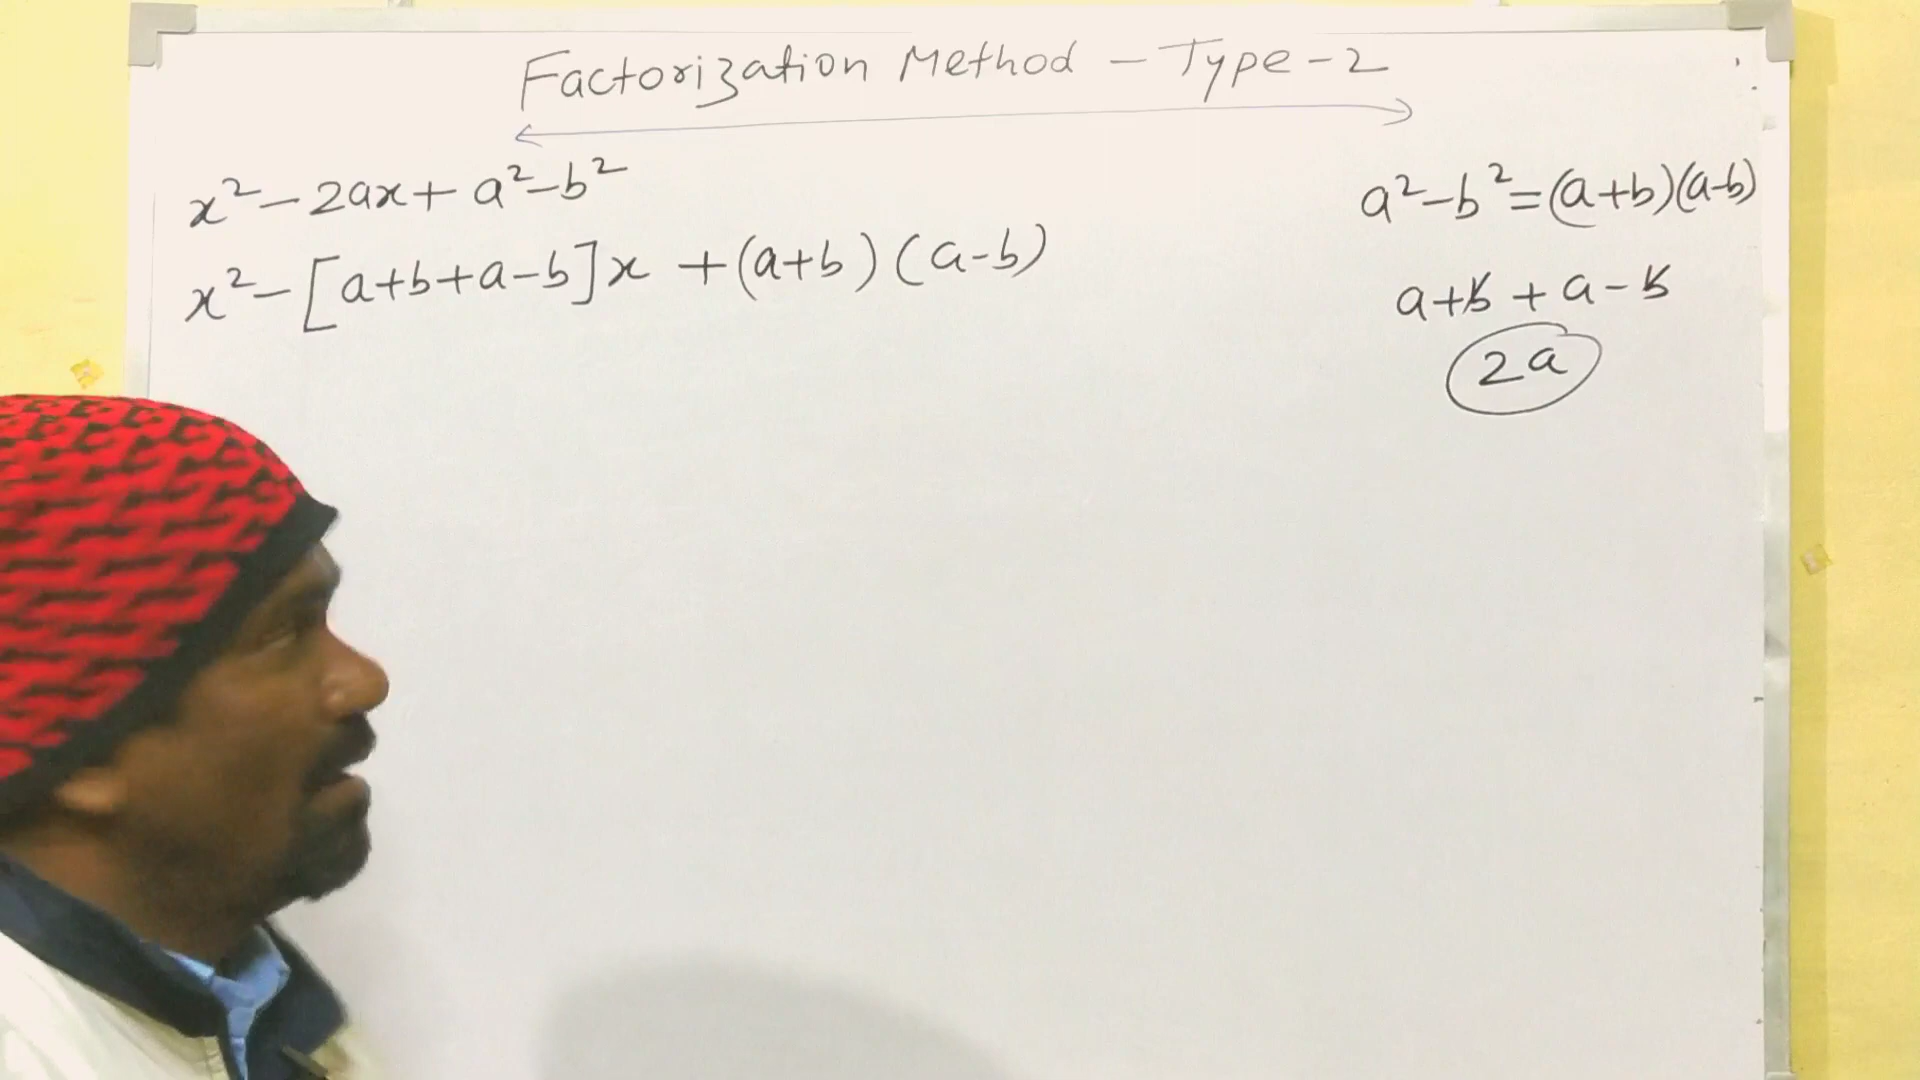 Factorization Method - Type-2
x² - 2ax + a² - b²
x² - [a+b+a-b]x + (a+b)(a-b)
a² - b² = (a+b)(a-b)
a+b + a-b
2a